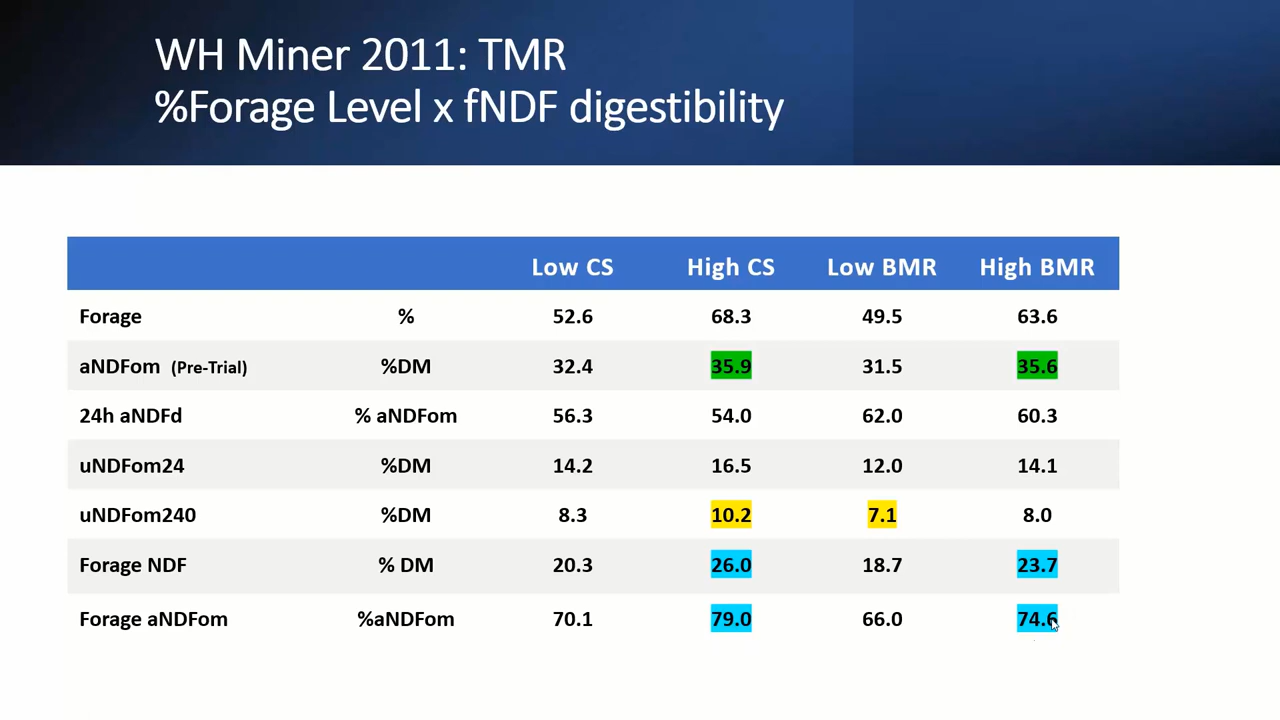 WH Miner 2011: TMR
%Forage Level x fNDF digestibility
Low CS High CS Low BMR High BMR
Forage % 52.6 68.3 49.5 63.6
aNDFom (Pre-Trial) %DM 32.4 35.9 31.5 35.6
24h aNDFd % aNDFom 56.3 54.0 62.0 60.3
uNDFom24 %DM 14.2 16.5 12.0 14.1
uNDFom240 %DM 8.3 10.2 7.1 8.0
Forage NDF % DM 20.3 26.0 18.7 23.7
Forage aNDFom %aNDFom 70.1 79.0 66.0 74.6